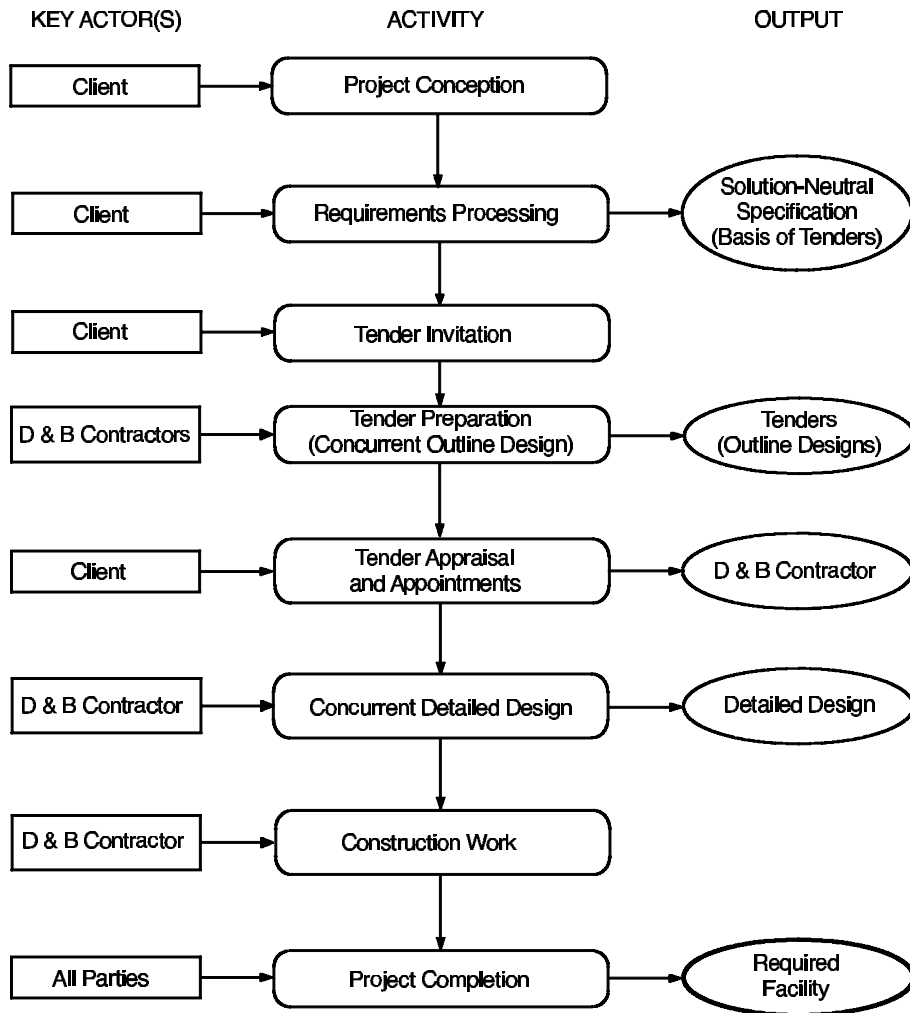 KEY ACTOR(S)
ACTIVITY
OUTPUT
Client
Project Conception
Client
Requirements Processing
Solution-Neutral
Specification
(Basis of Tenders)
Client
Tender Invitation
D & B Contractors
Tender Preparation
(Concurrent Outline Design)
Tenders
(Outline Designs)
Client
Tender Appraisal
and Appointments
D & B Contractor
D & B Contractor
Concurrent Detailed Design
Detailed Design
D & B Contractor
Construction Work
All Parties
Project Completion
Required
Facility